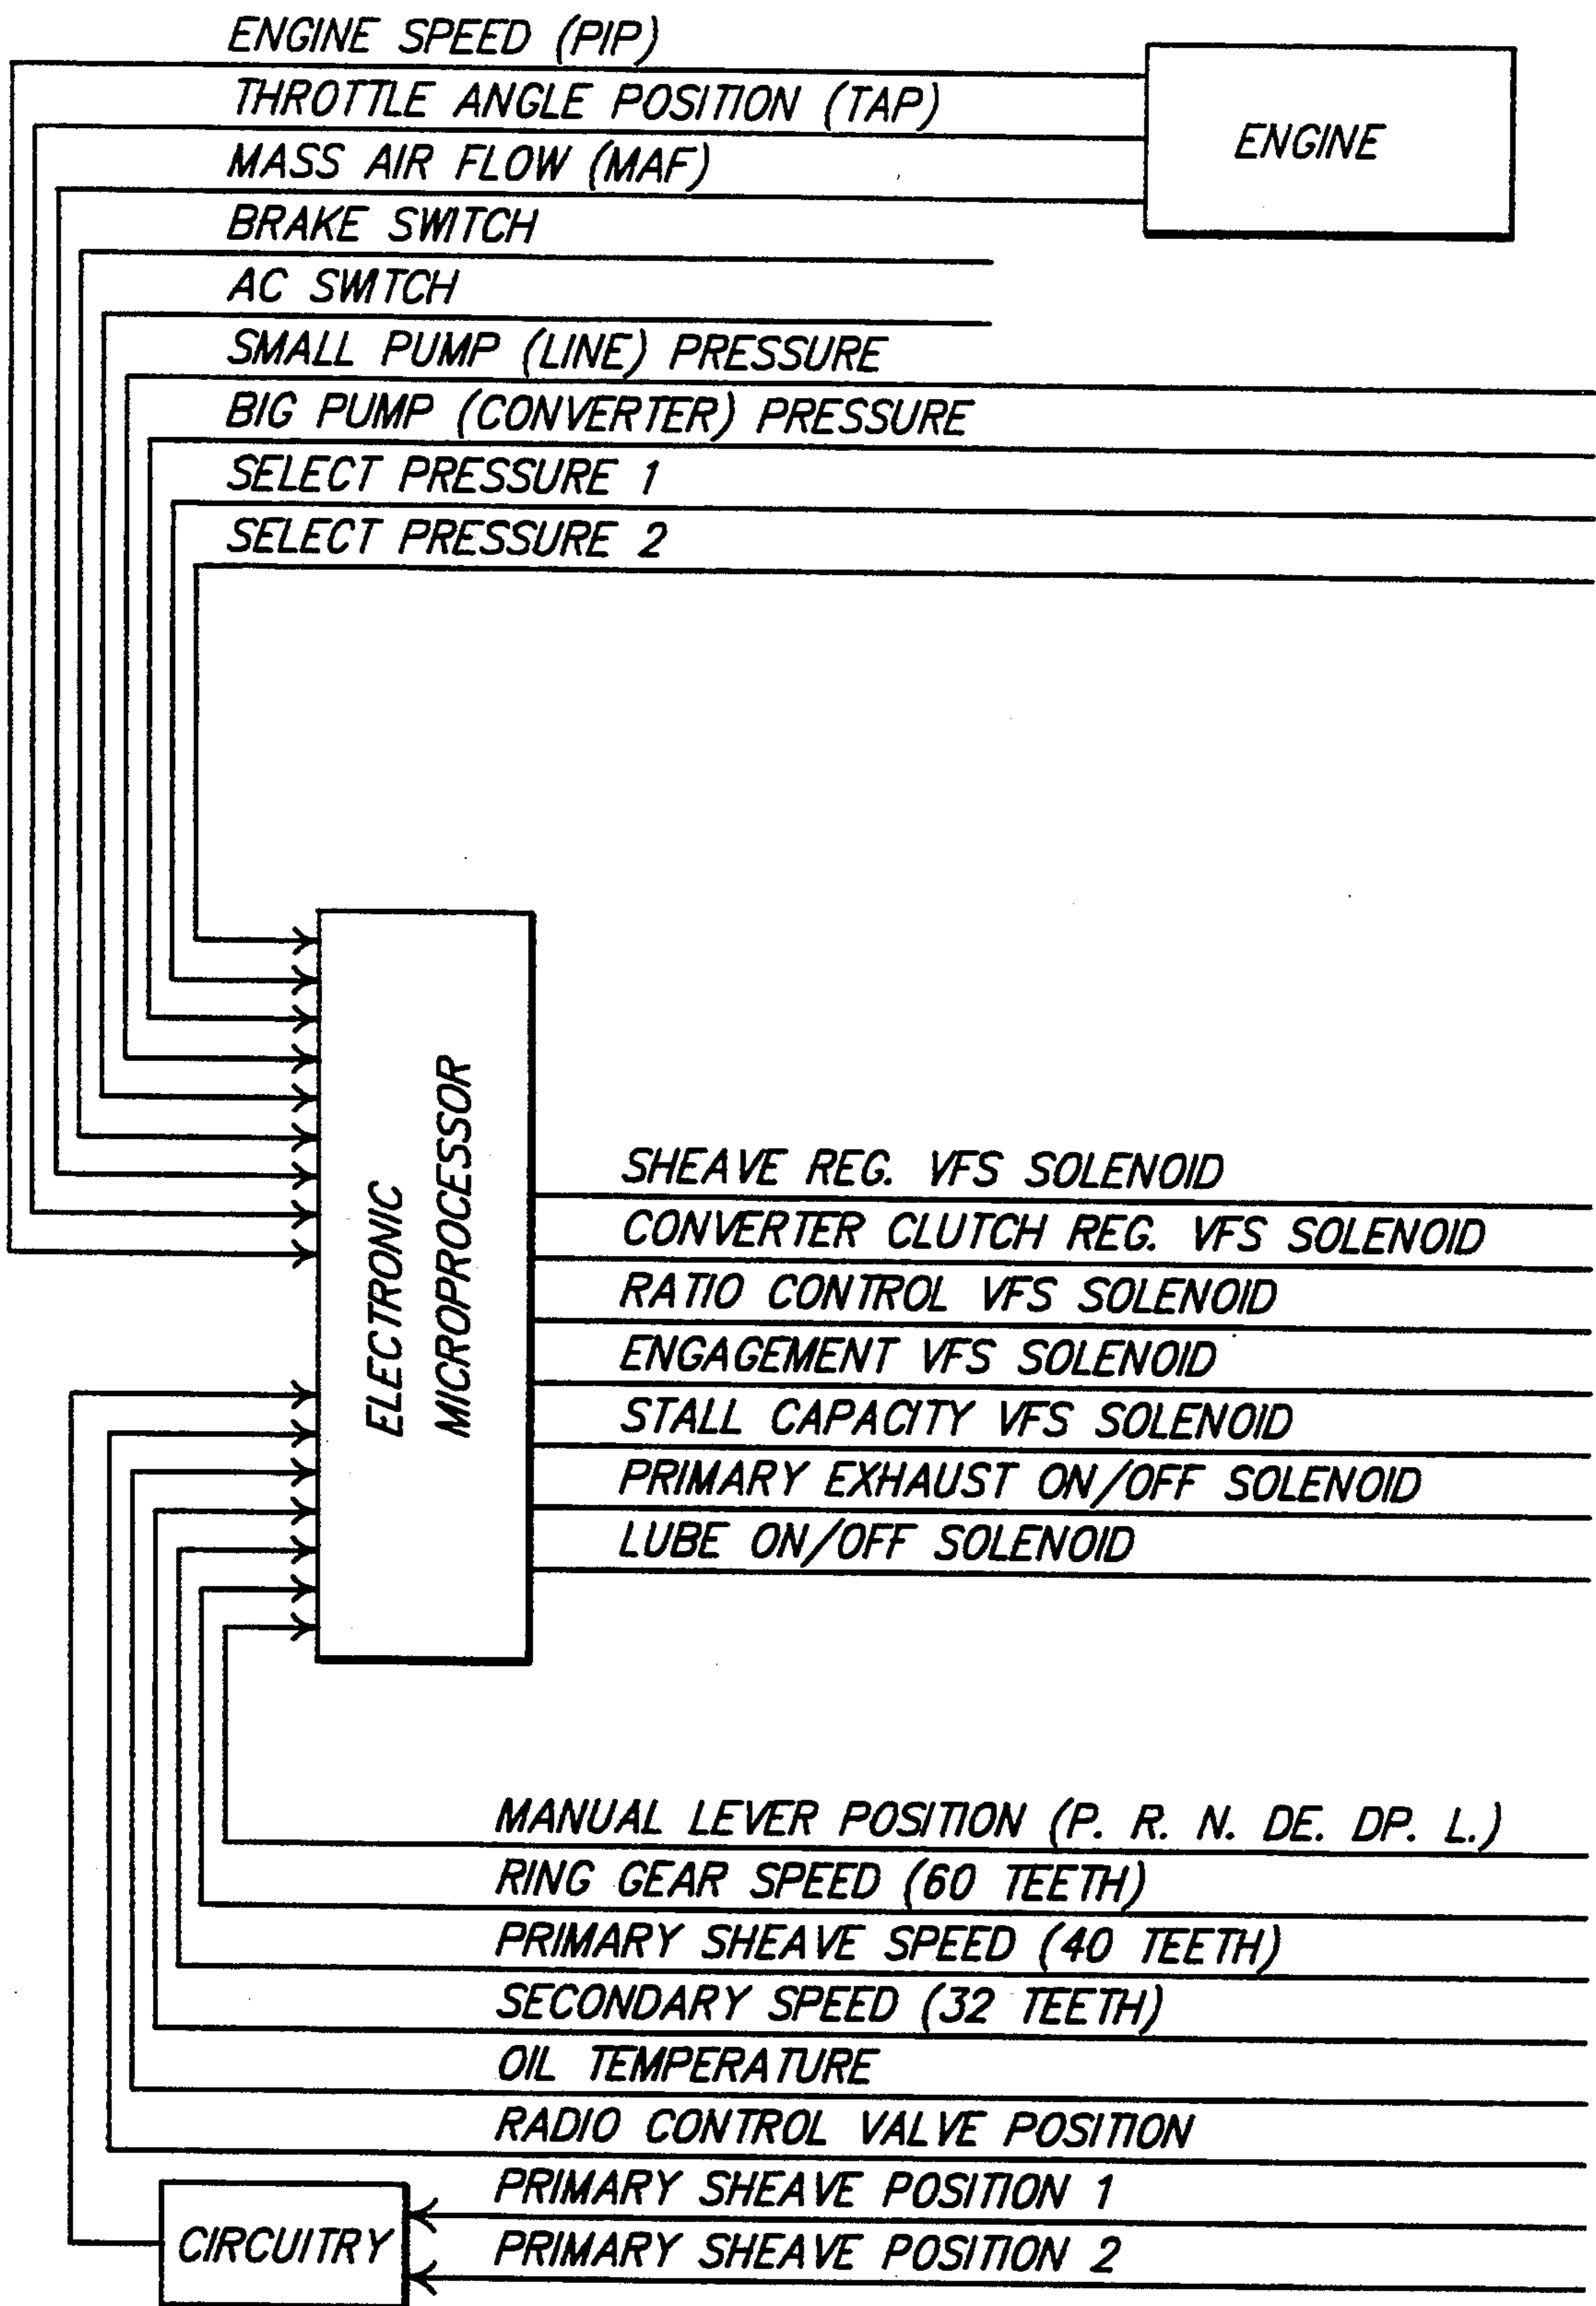 ENGINE SPEED (PIP)
THROTTLE ANGLE POSITION (TAP)
ENGINE
MASS AIR FLOW (MAF)
BRAKE SWITCH
AC SWITCH
SMALL PUMP (LINE) PRESSURE
BIG PUMP (CONVERTER) PRESSURE
SELECT PRESSURE 1
SELECT PRESSURE 2
ELECTRONIC
MICROPROCESSOR
SHEAVE REG. VFS SOLENOID
CONVERTER CLUTCH REG. VFS SOLENOID
RATIO CONTROL VFS SOLENOID
ENGAGEMENT VFS SOLENOID
STALL CAPACITY VFS SOLENOID
PRIMARY EXHAUST ON/OFF SOLENOID
LUBE ON/OFF SOLENOID
MANUAL LEVER POSITION (P. R. N. DE. DP. L.)
RING GEAR SPEED (60 TEETH)
PRIMARY SHEAVE SPEED (40 TEETH)
SECONDARY SPEED (32 TEETH)
OIL TEMPERATURE
RADIO CONTROL VALVE POSITION
PRIMARY SHEAVE POSITION 1
CIRCUITRY
PRIMARY SHEAVE POSITION 2